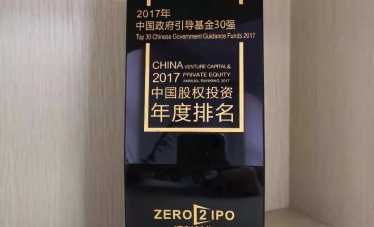 2017年
中国政府引导基金30强
Top 30 Chinese Government Guidance Funds 2017
CHINA VENTURE CAPITAL&
2017 PRIVATE EQUITY
ANNUAL RANKING, 2017
中国股权投资
年度排名
ZERO2IPO